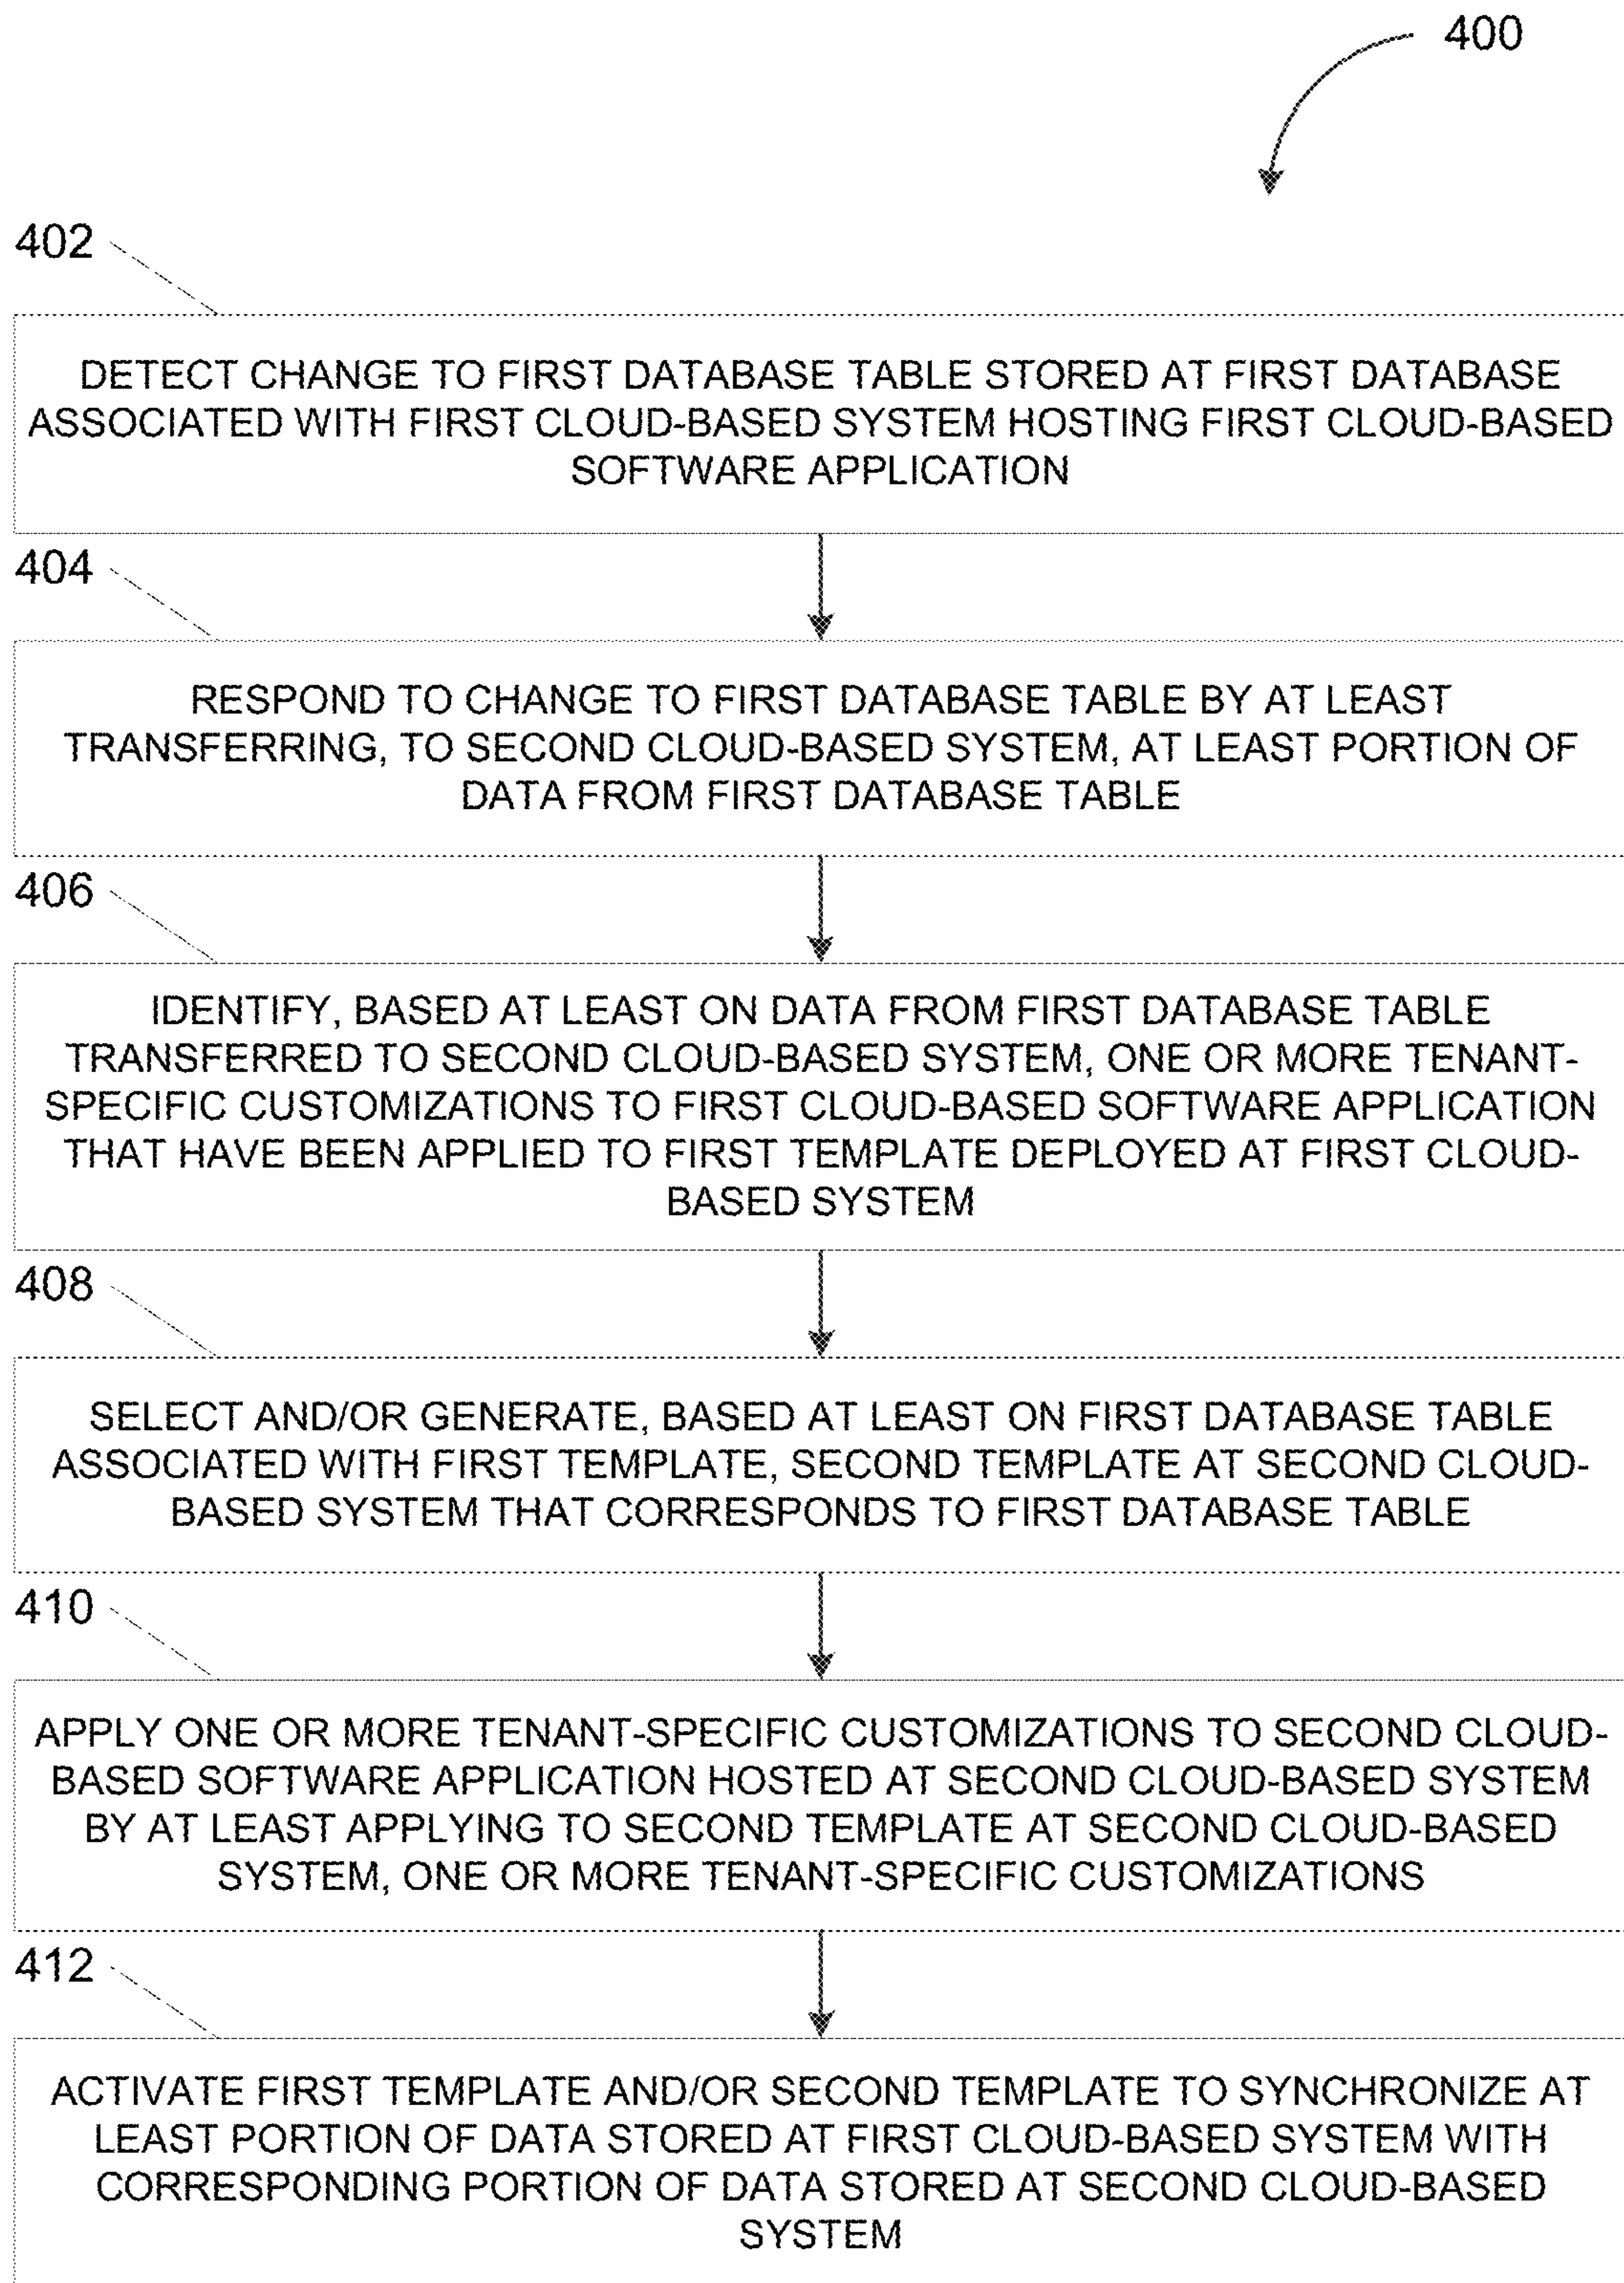 400
402
DETECT CHANGE TO FIRST DATABASE TABLE STORED AT FIRST DATABASE
ASSOCIATED WITH FIRST CLOUD-BASED SYSTEM HOSTING FIRST CLOUD-BASED
SOFTWARE APPLICATION
404
RESPOND TO CHANGE TO FIRST DATABASE TABLE BY AT LEAST
TRANSFERRING, TO SECOND CLOUD-BASED SYSTEM, AT LEAST PORTION OF
DATA FROM FIRST DATABASE TABLE
406
IDENTIFY, BASED AT LEAST ON DATA FROM FIRST DATABASE TABLE
TRANSFERRED TO SECOND CLOUD-BASED SYSTEM, ONE OR MORE TENANT-
SPECIFIC CUSTOMIZATIONS TO FIRST CLOUD-BASED SOFTWARE APPLICATION
THAT HAVE BEEN APPLIED TO FIRST TEMPLATE DEPLOYED AT FIRST CLOUD-
BASED SYSTEM
408
SELECT AND/OR GENERATE, BASED AT LEAST ON FIRST DATABASE TABLE
ASSOCIATED WITH FIRST TEMPLATE, SECOND TEMPLATE AT SECOND CLOUD-
BASED SYSTEM THAT CORRESPONDS TO FIRST DATABASE TABLE
410
APPLY ONE OR MORE TENANT-SPECIFIC CUSTOMIZATIONS TO SECOND CLOUD-
BASED SOFTWARE APPLICATION HOSTED AT SECOND CLOUD-BASED SYSTEM
BY AT LEAST APPLYING TO SECOND TEMPLATE AT SECOND CLOUD-BASED
SYSTEM, ONE OR MORE TENANT-SPECIFIC CUSTOMIZATIONS
412
ACTIVATE FIRST TEMPLATE AND/OR SECOND TEMPLATE TO SYNCHRONIZE AT
LEAST PORTION OF DATA STORED AT FIRST CLOUD-BASED SYSTEM WITH
CORRESPONDING PORTION OF DATA STORED AT SECOND CLOUD-BASED
SYSTEM